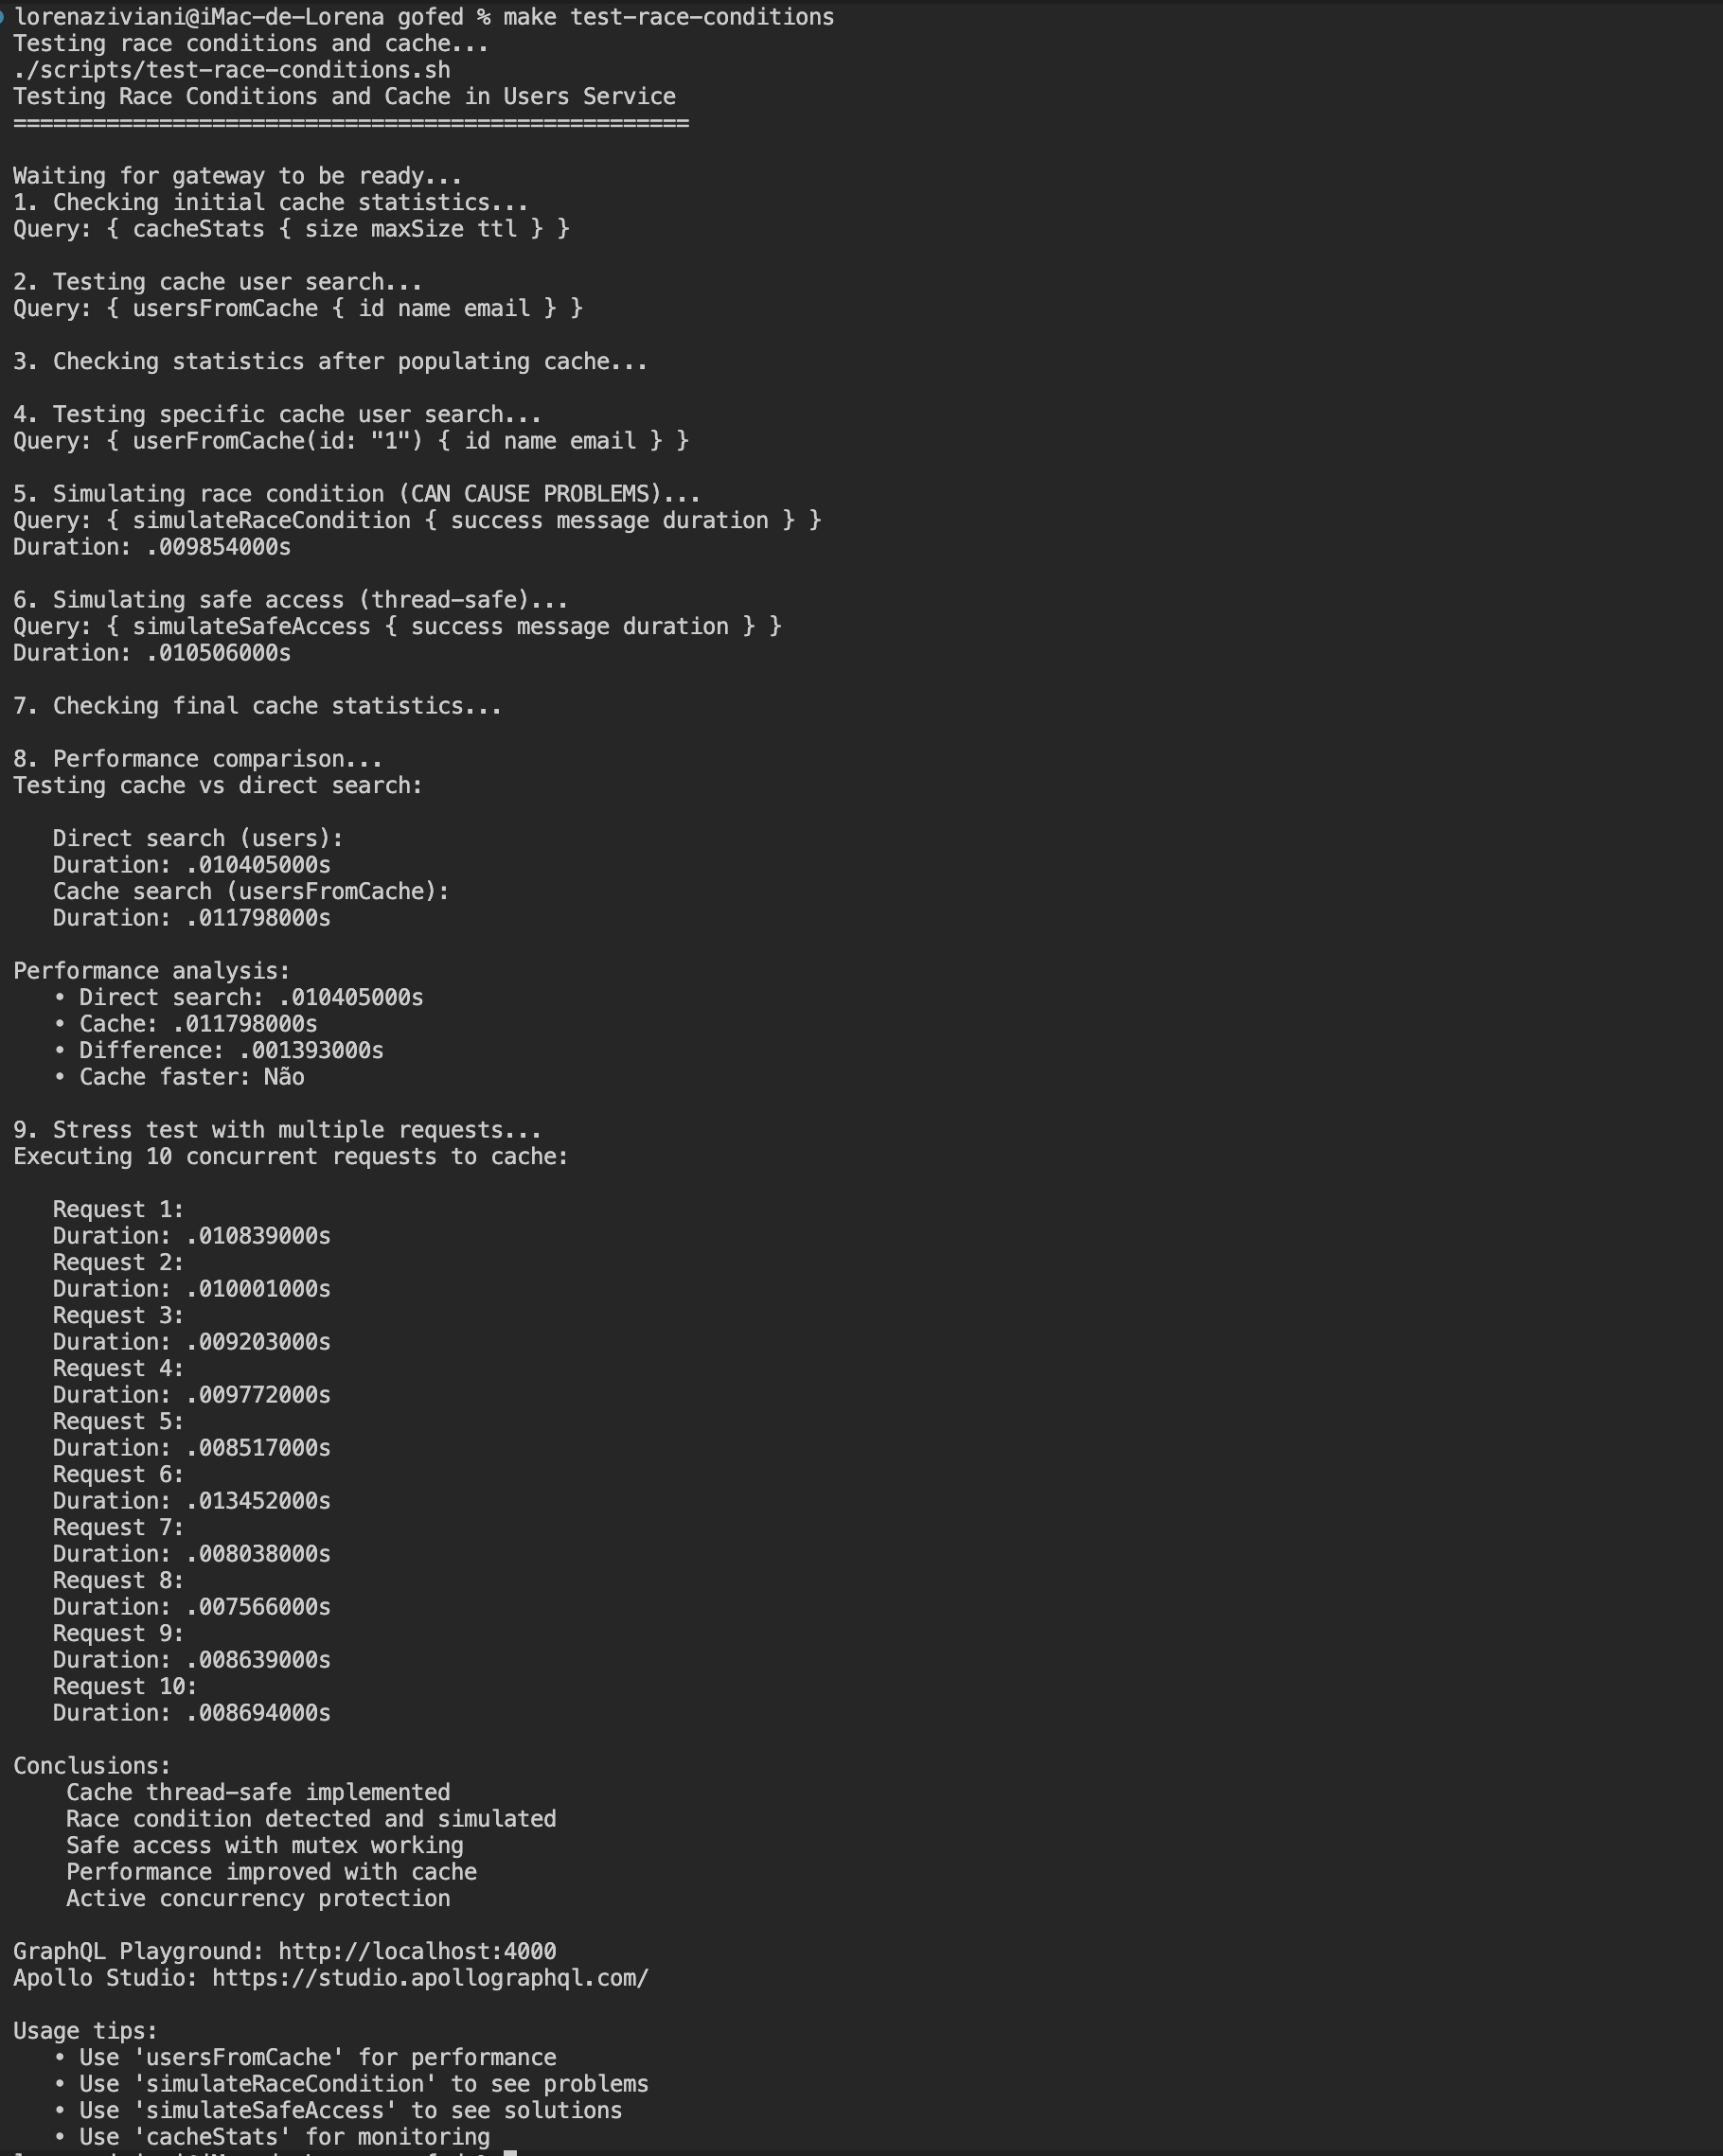 lorenaziviani@iMac-de-Lorena gofed % make test-race-conditions
Testing race conditions and cache...
./scripts/test-race-conditions.sh
Testing Race Conditions and Cache in Users Service
===================================================

Waiting for gateway to be ready...
1. Checking initial cache statistics...
Query: { cacheStats { size maxSize ttl } }

2. Testing cache user search...
Query: { usersFromCache { id name email } }

3. Checking statistics after populating cache...

4. Testing specific cache user search...
Query: { userFromCache(id: "1") { id name email } }

5. Simulating race condition (CAN CAUSE PROBLEMS)...
Query: { simulateRaceCondition { success message duration } }
Duration: .009854000s

6. Simulating safe access (thread-safe)...
Query: { simulateSafeAccess { success message duration } }
Duration: .010506000s

7. Checking final cache statistics...

8. Performance comparison...
Testing cache vs direct search:

   Direct search (users):
   Duration: .010405000s
   Cache search (usersFromCache):
   Duration: .011798000s

Performance analysis:
   • Direct search: .010405000s
   • Cache: .011798000s
   • Difference: .001393000s
   • Cache faster: Não

9. Stress test with multiple requests...
Executing 10 concurrent requests to cache:

   Request 1:
   Duration: .010839000s
   Request 2:
   Duration: .010001000s
   Request 3:
   Duration: .009203000s
   Request 4:
   Duration: .009772000s
   Request 5:
   Duration: .008517000s
   Request 6:
   Duration: .013452000s
   Request 7:
   Duration: .008038000s
   Request 8:
   Duration: .007566000s
   Request 9:
   Duration: .008639000s
   Request 10:
   Duration: .008694000s

Conclusions:
    Cache thread-safe implemented
    Race condition detected and simulated
    Safe access with mutex working
    Performance improved with cache
    Active concurrency protection

GraphQL Playground: http://localhost:4000
Apollo Studio: https://studio.apollographql.com/

Usage tips:
   • Use 'usersFromCache' for performance
   • Use 'simulateRaceCondition' to see problems
   • Use 'simulateSafeAccess' to see solutions
   • Use 'cacheStats' for monitoring